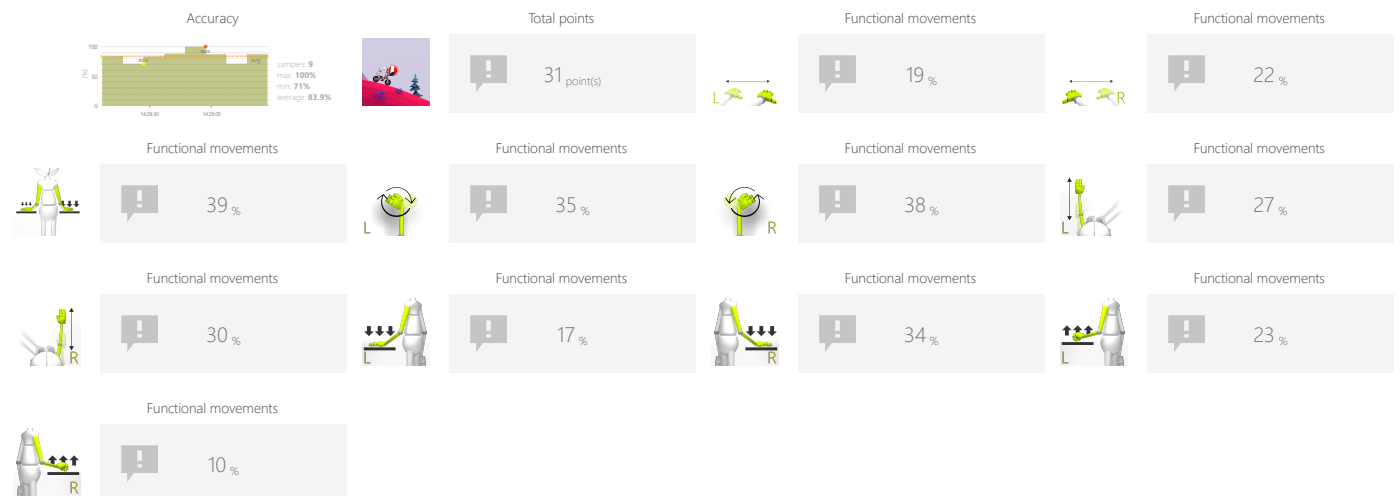 Accuracy
100
50
0
[%]
14:28:00
14:29:00
samples: 9
max: 100%
min: 71%
average: 83.9%
Total points
31 point(s)
Functional movements
L
19 %
Functional movements
R
22 %
Functional movements
39 %
Functional movements
L
35 %
Functional movements
R
38 %
Functional movements
L
27 %
Functional movements
R
30 %
Functional movements
L
17 %
Functional movements
R
34 %
Functional movements
L
23 %
Functional movements
R
10 %